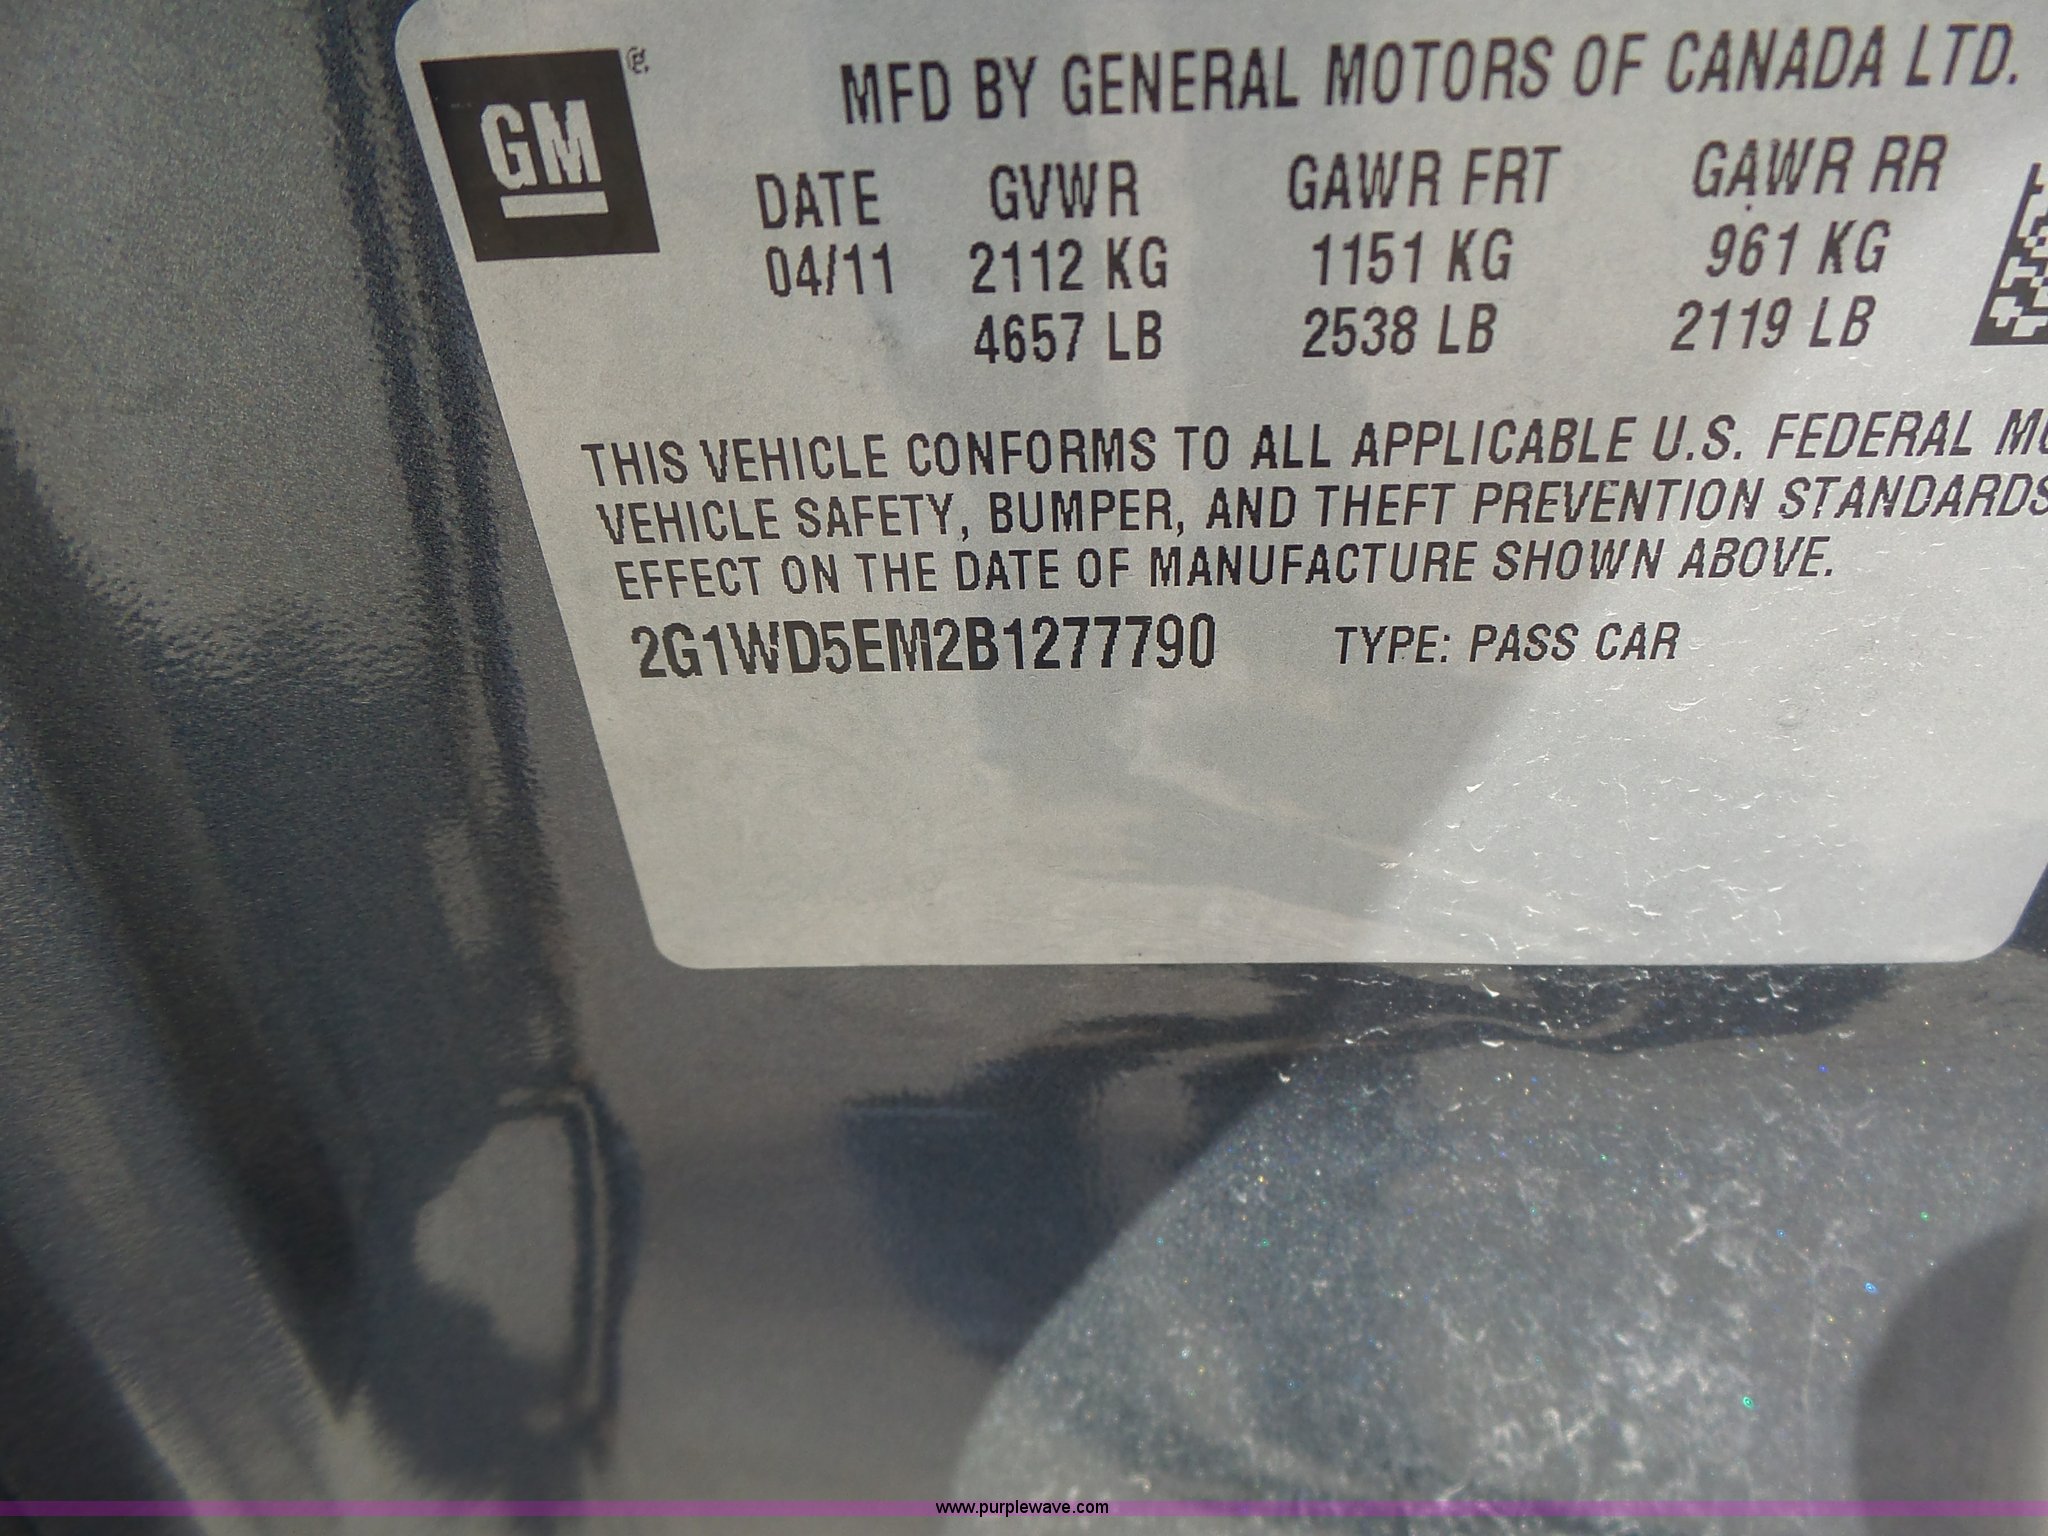 GM
MFD BY GENERAL MOTORS OF CANADA LTD.
DATE GVWR GAWR FRT GAWR RR
04/11 2112 KG 1151 KG 961 KG
4657 LB 2538 LB 2119 LB
THIS VEHICLE CONFORMS TO ALL APPLICABLE U.S. FEDERAL
VEHICLE SAFETY, BUMPER, AND THEFT PREVENTION STANDARDS
EFFECT ON THE DATE OF MANUFACTURE SHOWN ABOVE.
2G1WD5EM2B1277790 TYPE: PASS CAR
www.purplewave.com